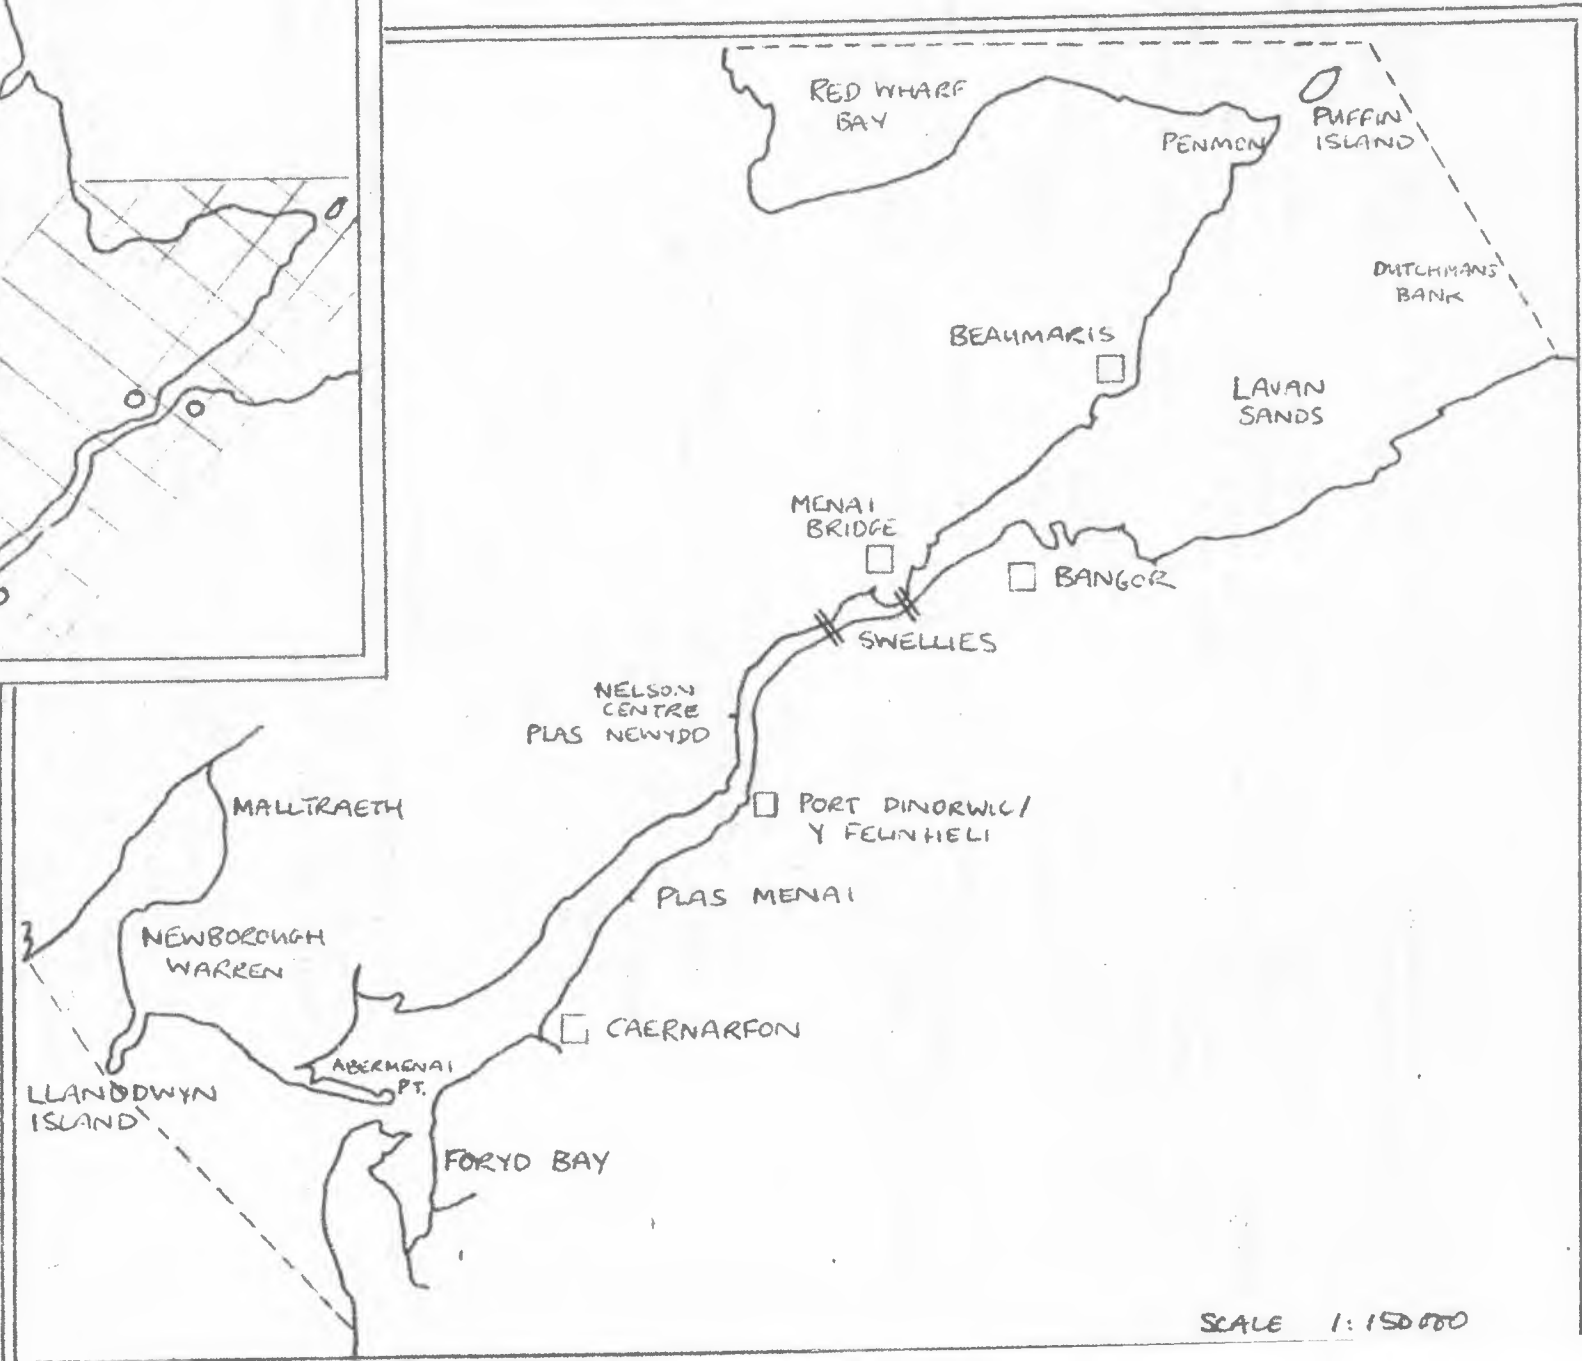 RED WHARF
BAY
PENMON
PUFFIN
ISLAND
DUTCHMANS
BANK
BEAUMARIS
LAVAN
SANDS
MENAI
BRIDGE
BANGOR
SWELLIES
NELSON
CENTRE
PLAS NEWYDD
PORT DINORWIC/
Y FELINHELI
MALLTRAETH
PLAS MENAI
NEWBOROUGH
WARREN
CAERNARFON
ABERMENAI
PT.
LLANDDWYN
ISLAND
FORYD BAY
SCALE 1:150000